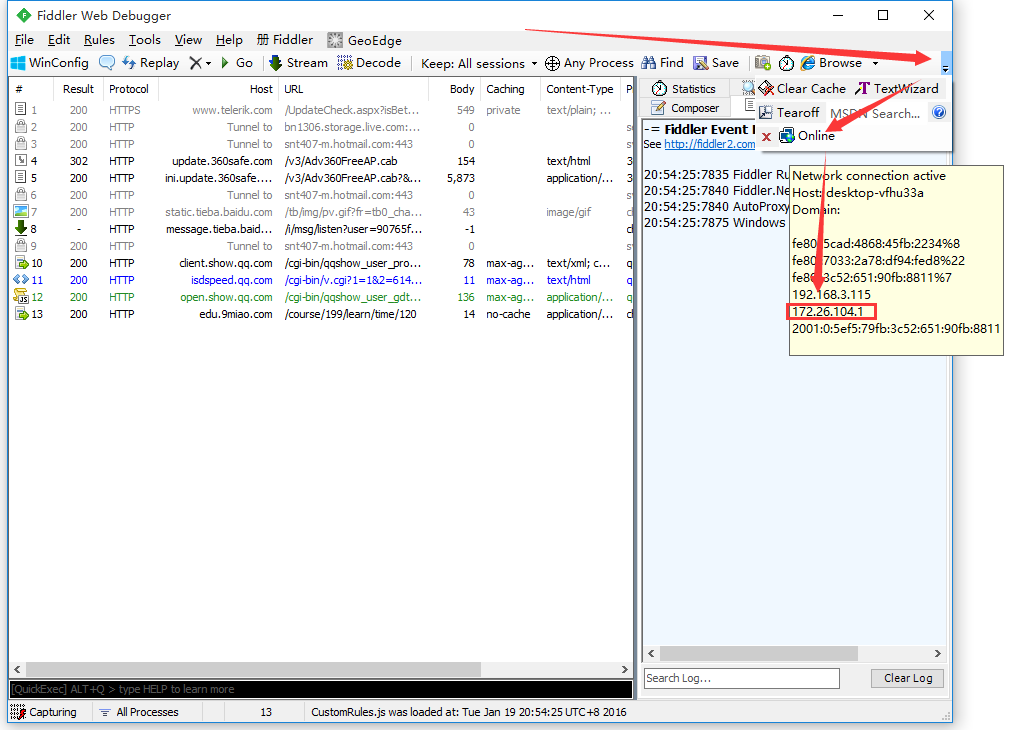 Fiddler Web Debugger
File Edit Rules Tools View Help Fiddler GeoEdge
WinConfig Replay Go Stream Decode Keep: All sessions Any Process Find Save Browse
# Result Protocol Host URL Body Caching Content-Type
1 200 HTTPS www.telerik.com /UpdateCheck.aspx?isBet... 549 private text/plain; ...
2 200 HTTP Tunnel to bn1306.storage.live.com:... 0
3 200 HTTP Tunnel to snt407-m.hotmail.com:443 0
4 302 HTTP update.360safe.com /v3/Adv360FreeAP.cab 154 text/html
5 200 HTTP ini.update.360safe.... /v3/Adv360FreeAP.cab?&... 5,873 application/...
6 200 HTTP Tunnel to snt407-m.hotmail.com:443 0
7 200 HTTP static.tieba.baidu.com /tb/img/pv.gif?fr=tb0_cha... 43 image/gif
8 - HTTP message.tieba.baid... /i/msg/listen?user=90765f... -1
9 200 HTTP Tunnel to snt407-m.hotmail.com:443 0
10 200 HTTP client.show.qq.com /cgi-bin/qqshow_user_pro... 78 max-ag... text/xml; c...
11 200 HTTP isdspeed.qq.com /cgi-bin/v.cgi?1=1&2=614... 11 max-ag... text/html
12 200 HTTP open.show.qq.com /cgi-bin/qqshow_user_gdt... 136 max-ag... application/...
13 200 HTTP edu.9miao.com /course/199/learn/time/120 14 no-cache application/...
Statistics
Composer
Clear Cache TextWizard
Tearoff MSDN Search...
Online
-= Fiddler Event
See http://fiddler2.com
20:54:25:7835 Fiddler Ru
20:54:25:7840 Fiddler.Ne
20:54:25:7840 AutoProxy
20:54:25:7875 Windows
Network connection active
Host: desktop-vfhu33a
Domain:
5cad:4868:45fb:2234%8
7033:2a78:df94:fed8%22
3c52:651:90fb:8811%7
192.168.3.115
172.26.104.1
2001:0:5ef5:79fb:3c52:651:90fb:8811
Search Log...
Clear Log
[QuickExec] ALT+Q > type HELP to learn more
Capturing All Processes 13 CustomRules.js was loaded at: Tue Jan 19 20:54:25 UTC+8 2016